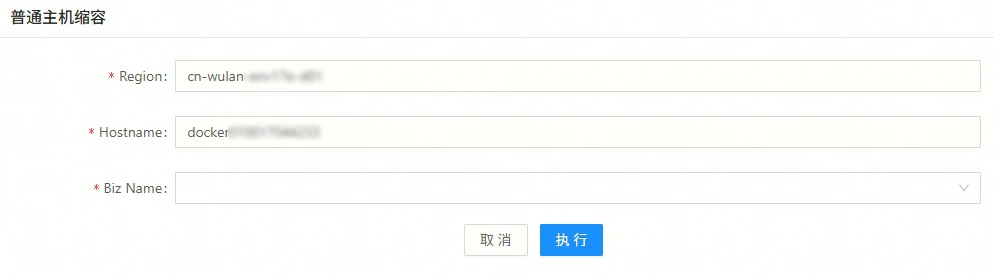 普通主机缩容
* Region: cn-wulan
* Hostname: docker
* Biz Name:
取 消 执 行